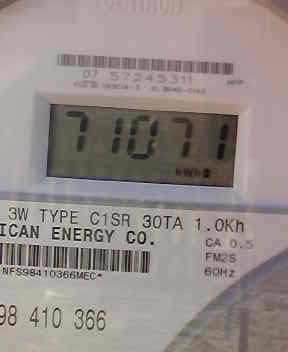 07 57245311
71071
kWh
3W TYPE C1SR 30TA 1.0Kh
ICAN ENERGY CO.
CA 0.5
FM2S
60Hz
NFS98410366MEC*
98 410 366